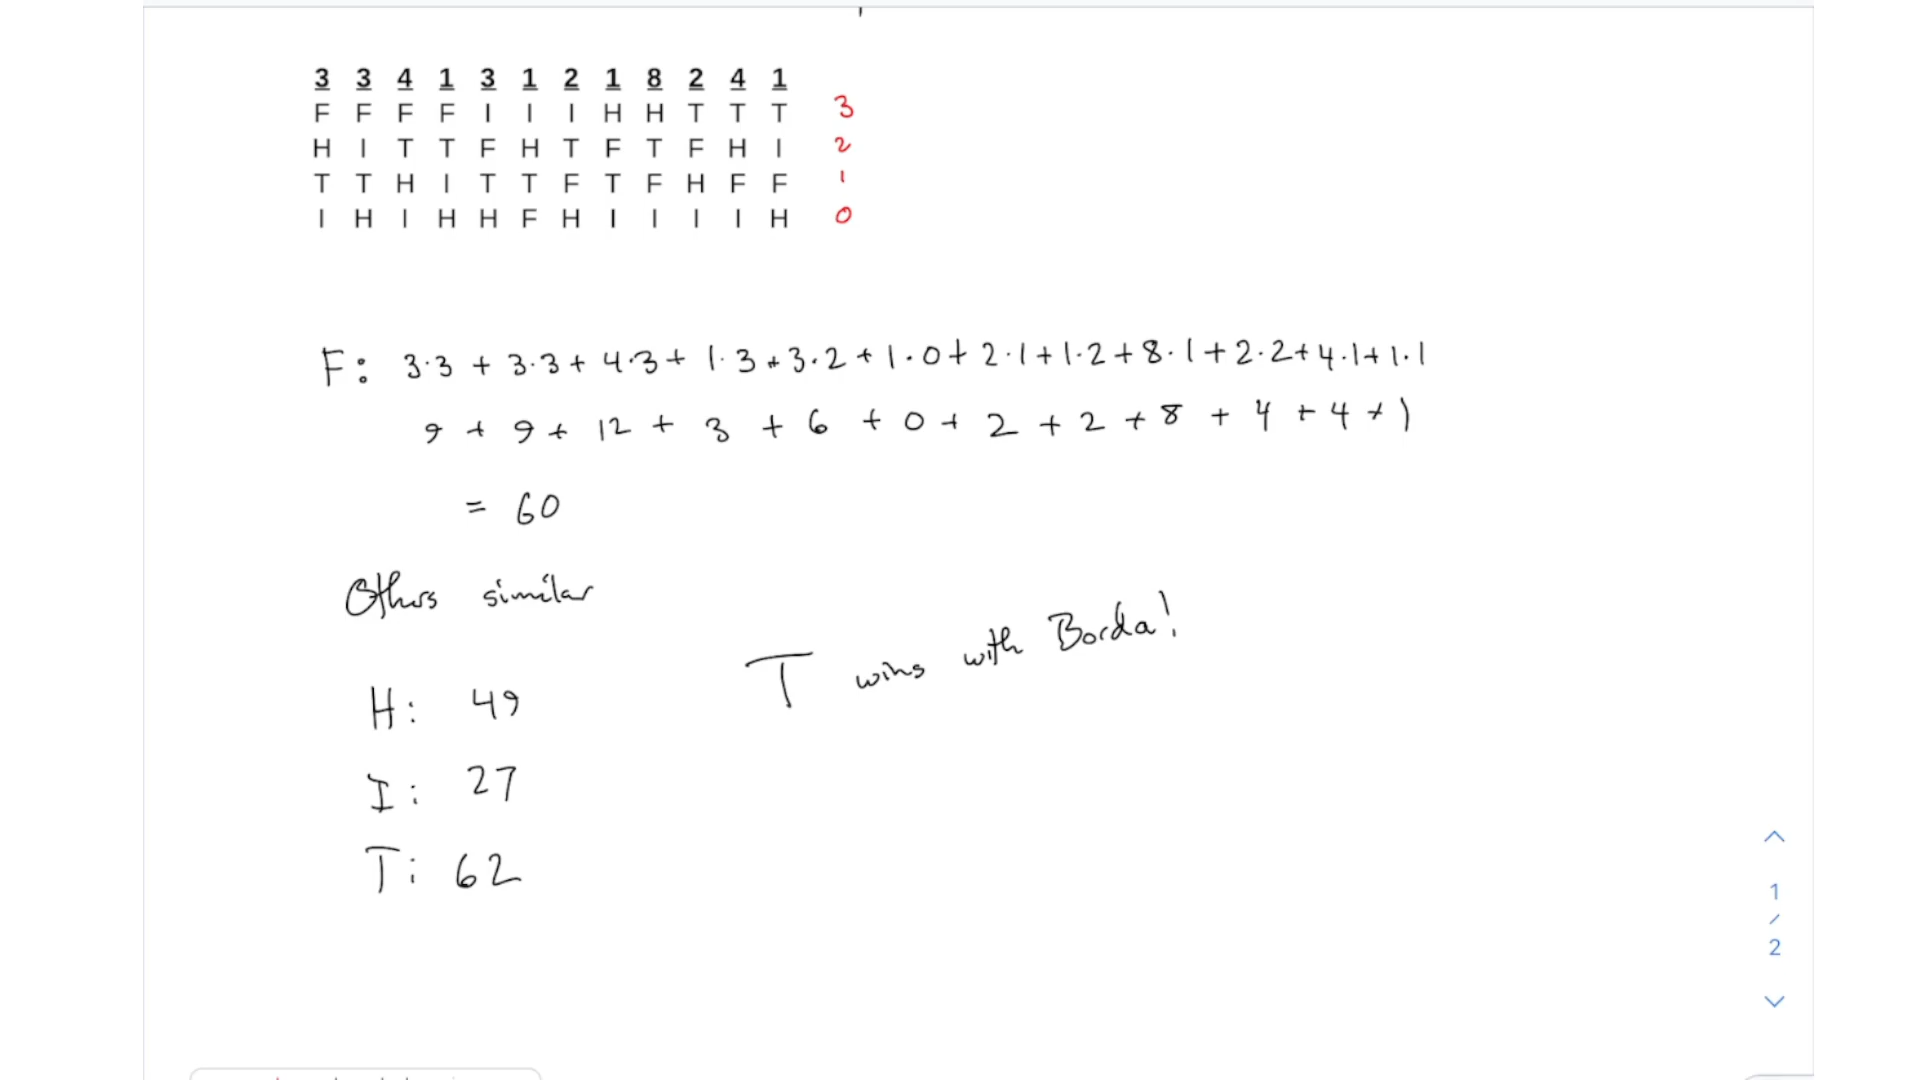 3 3 4 1 3 1 2 1 8 2 4 1
F F F F I I I H H T T T 3
H I T T F H T F T F H I 2
T T H I T T F T F H F F 1
I H I H H F H I I I I H 0
F: 3·3 + 3·3 + 4·3 + 1·3 + 3·2 + 1·0 + 2·1 + 1·2 + 8·1 + 2·2 + 4·1 + 1·1
9 + 9 + 12 + 3 + 6 + 0 + 2 + 2 + 8 + 4 + 4 + 1
= 60
Others similar
T wins with Borda!
H: 49
I: 27
T: 62
1
/
2